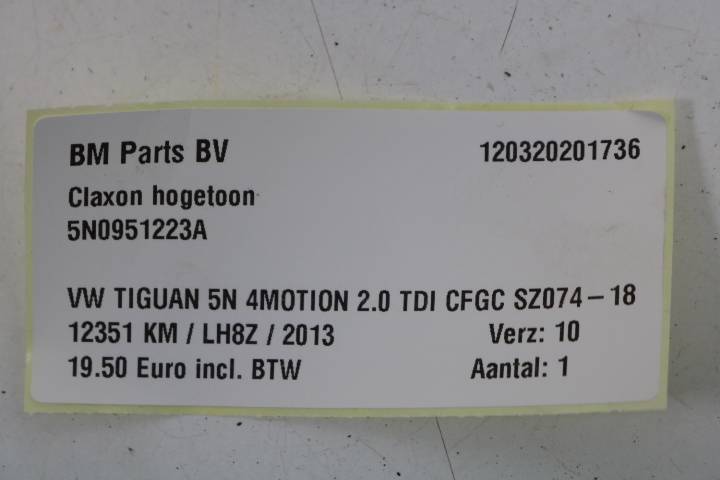 BM Parts BV 120320201736
Claxon hogetoon
5N0951223A
VW TIGUAN 5N 4MOTION 2.0 TDI CFGC SZ074-18
12351 KM / LH8Z / 2013 Verz: 10
19.50 Euro incl. BTW Aantal: 1